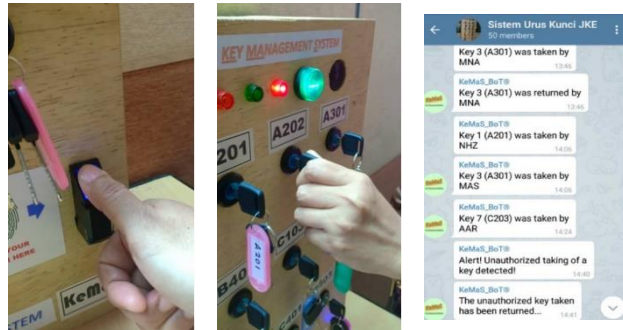 YOUR
HERE
STEM
KeMa
KEY MANAGEMENT SYSTEM
201
A202
A301
A201
C103
B40
C401
Sistem Urus Kunci JKE
50 members
Key 3 (A301) was taken by
MNA
13:46
Key 3 (A301) was returned by
MNA
13:46
KeMaS_BoT®
Key 1 (A201) was taken by
NHZ
14:06
KeMaS_BoT®
Key 3 (A301) was taken by
MAS
14:06
KeMaS_BoT®
Key 7 (C203) was taken by
AAR
14:24
KeMaS_BoT®
Alert! Unauthorized taking of a
key detected!
14:40
KeMaS_BoT®
The unauthorized key taken
has been returned...
14:41